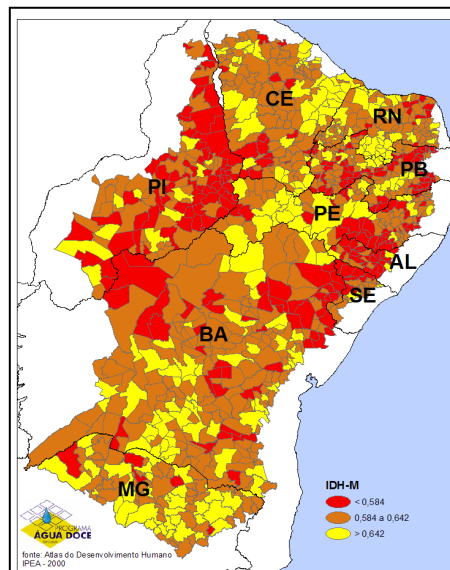 CE
RN
PB
PI
PE
AL
SE
BA
MG
IDH-M
< 0,584
0,584 a 0,642
> 0,642
PROGRAMA
ÁGUA DOCE
fonte: Atlas do Desenvolvimento Humano
IPEA - 2000